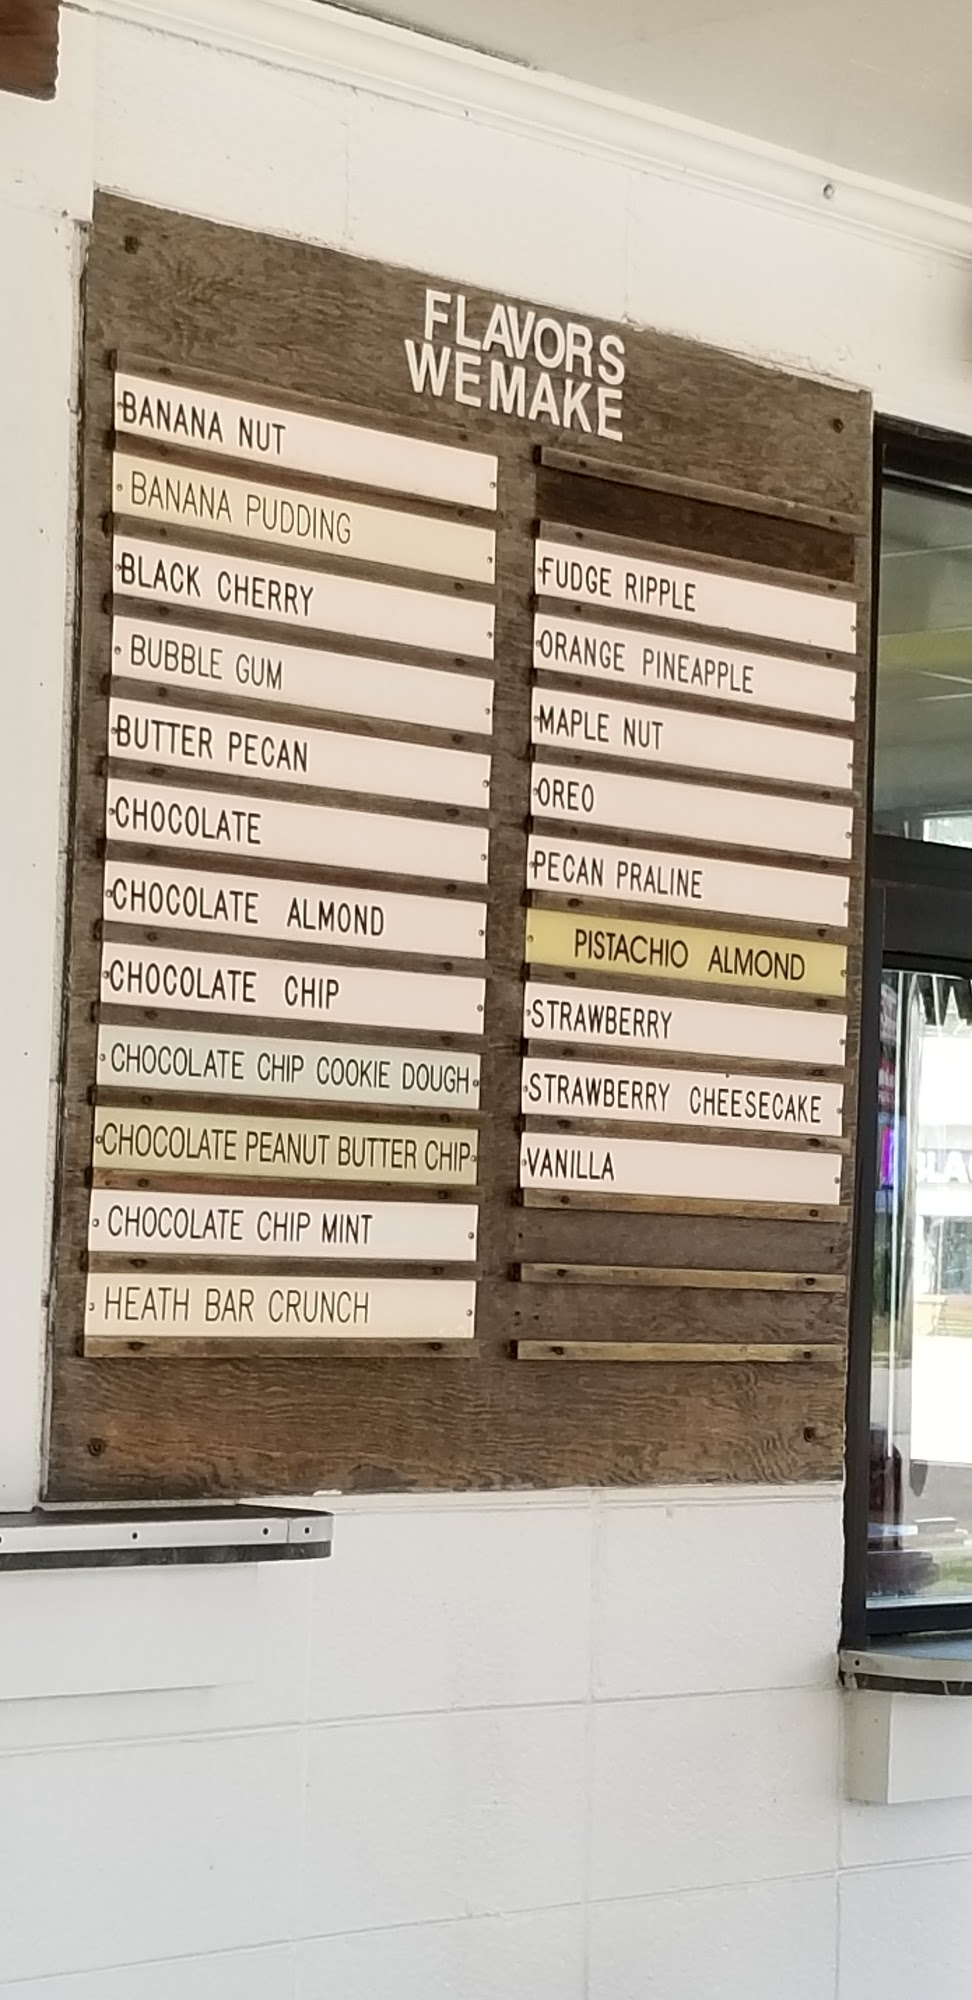 FLAVORS
WE MAKE
BANANA NUT
BANANA PUDDING
BLACK CHERRY
BUBBLE GUM
BUTTER PECAN
CHOCOLATE
CHOCOLATE ALMOND
CHOCOLATE CHIP
CHOCOLATE CHIP COOKIE DOUGH
CHOCOLATE PEANUT BUTTER CHIP
CHOCOLATE CHIP MINT
HEATH BAR CRUNCH
FUDGE RIPPLE
ORANGE PINEAPPLE
MAPLE NUT
OREO
PECAN PRALINE
PISTACHIO ALMOND
STRAWBERRY
STRAWBERRY CHEESECAKE
VANILLA